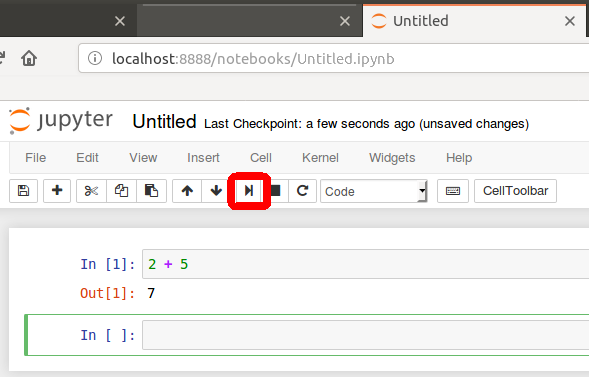 Untitled
localhost:8888/notebooks/Untitled.ipynb
jupyter Untitled Last Checkpoint: a few seconds ago (unsaved changes)
File Edit View Insert Cell Kernel Widgets Help
Code CellToolbar
In [1]: 2 + 5
Out[1]: 7
In [ ]: